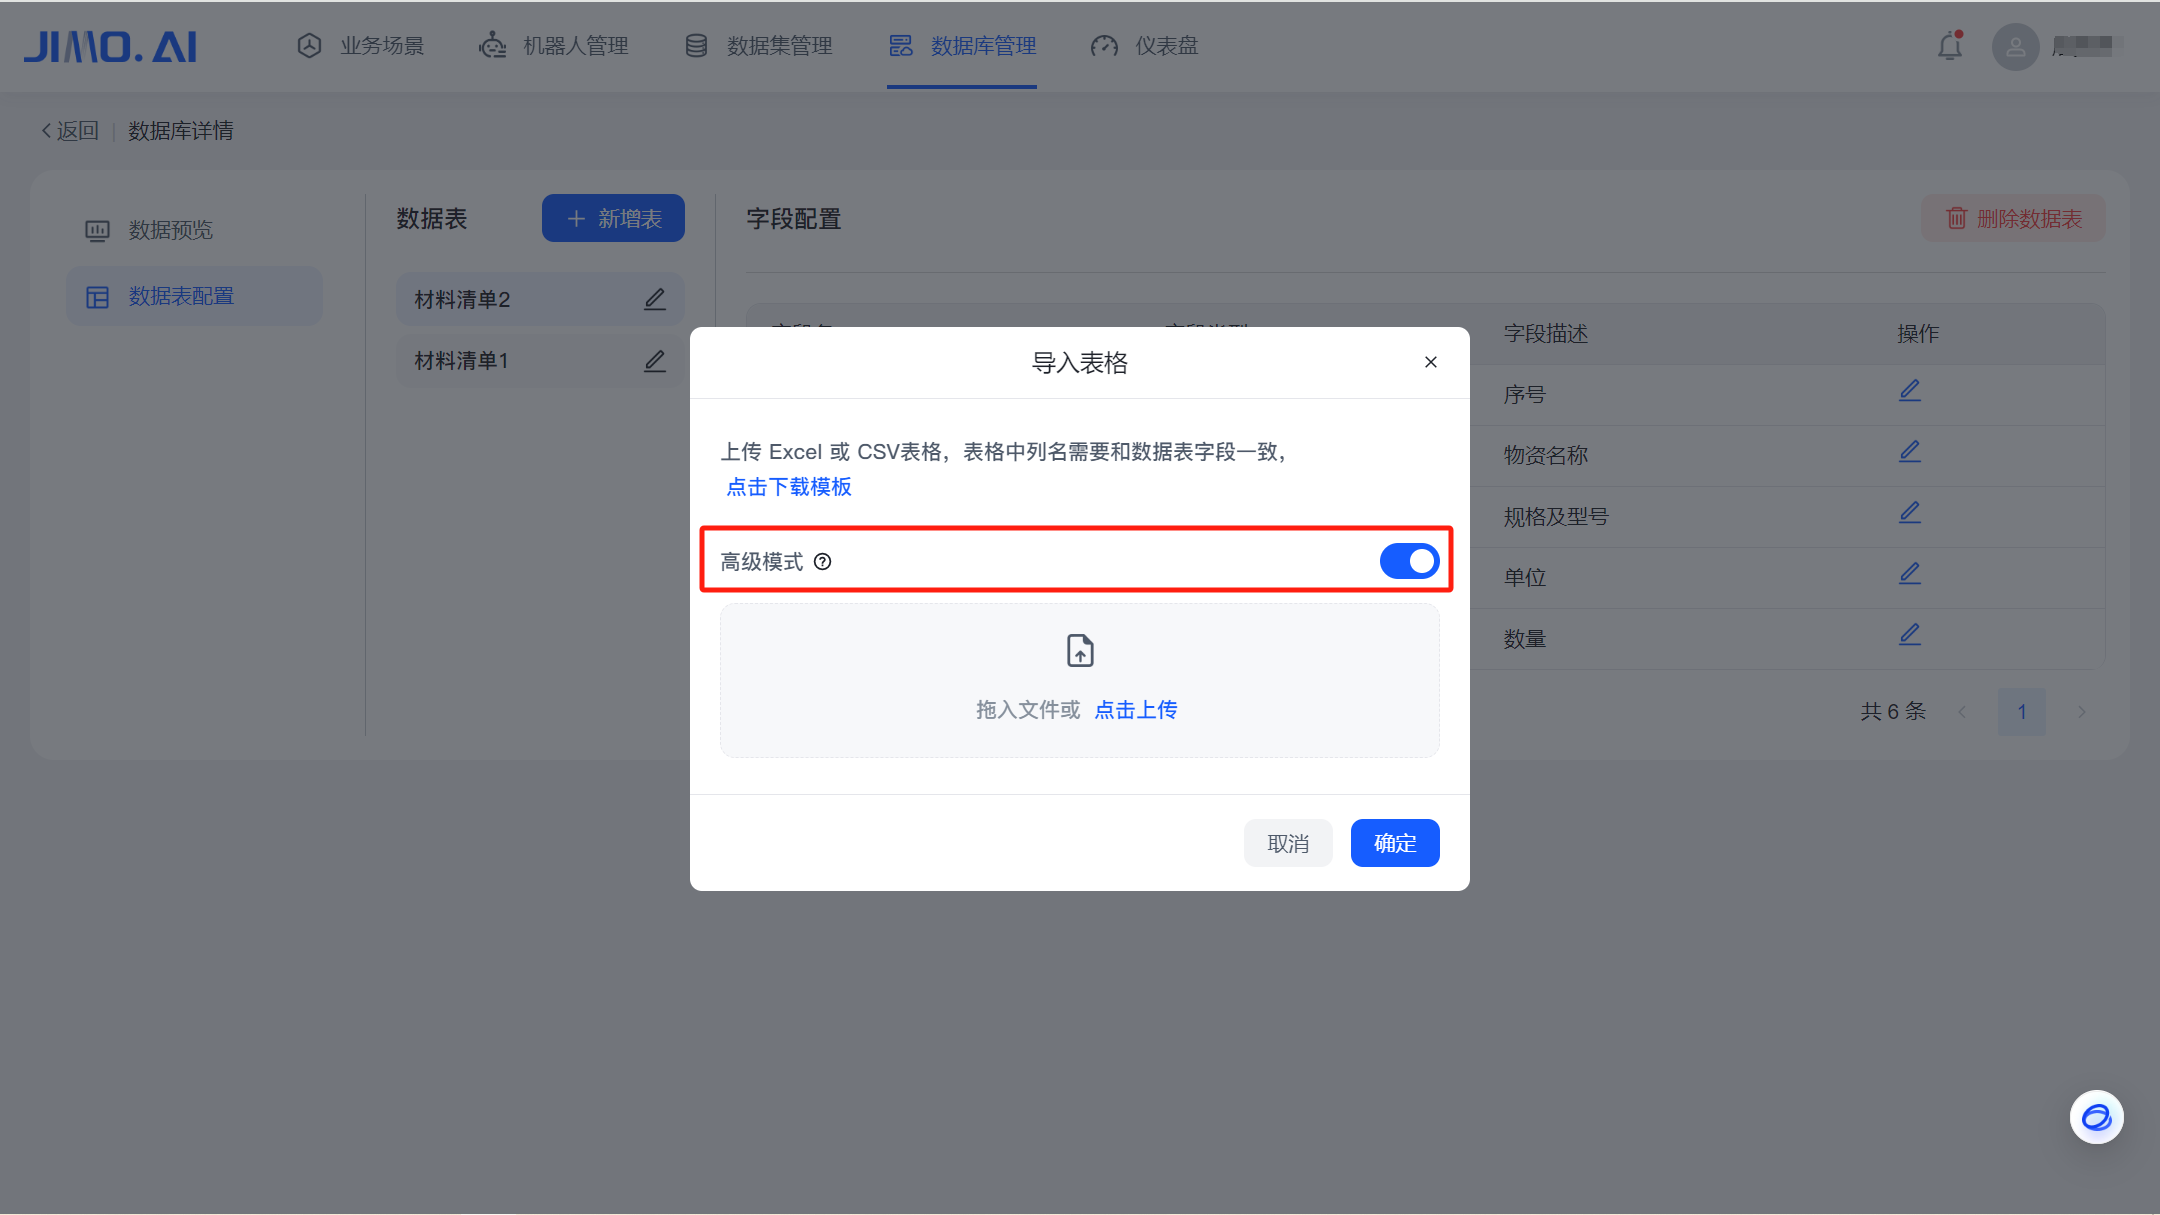 JIMO.AI
业务场景
机器人管理
数据集管理
数据库管理
仪表盘
返回
数据库详情
数据预览
数据表配置
数据表
新增表
材料清单2
材料清单1
字段配置
删除数据表
字段描述
操作
序号
物资名称
规格及型号
单位
数量
共 6 条
1
导入表格
上传 Excel 或 CSV表格，表格中列名需要和数据表字段一致，
点击下载模板
高级模式
拖入文件或 点击上传
取消
确定